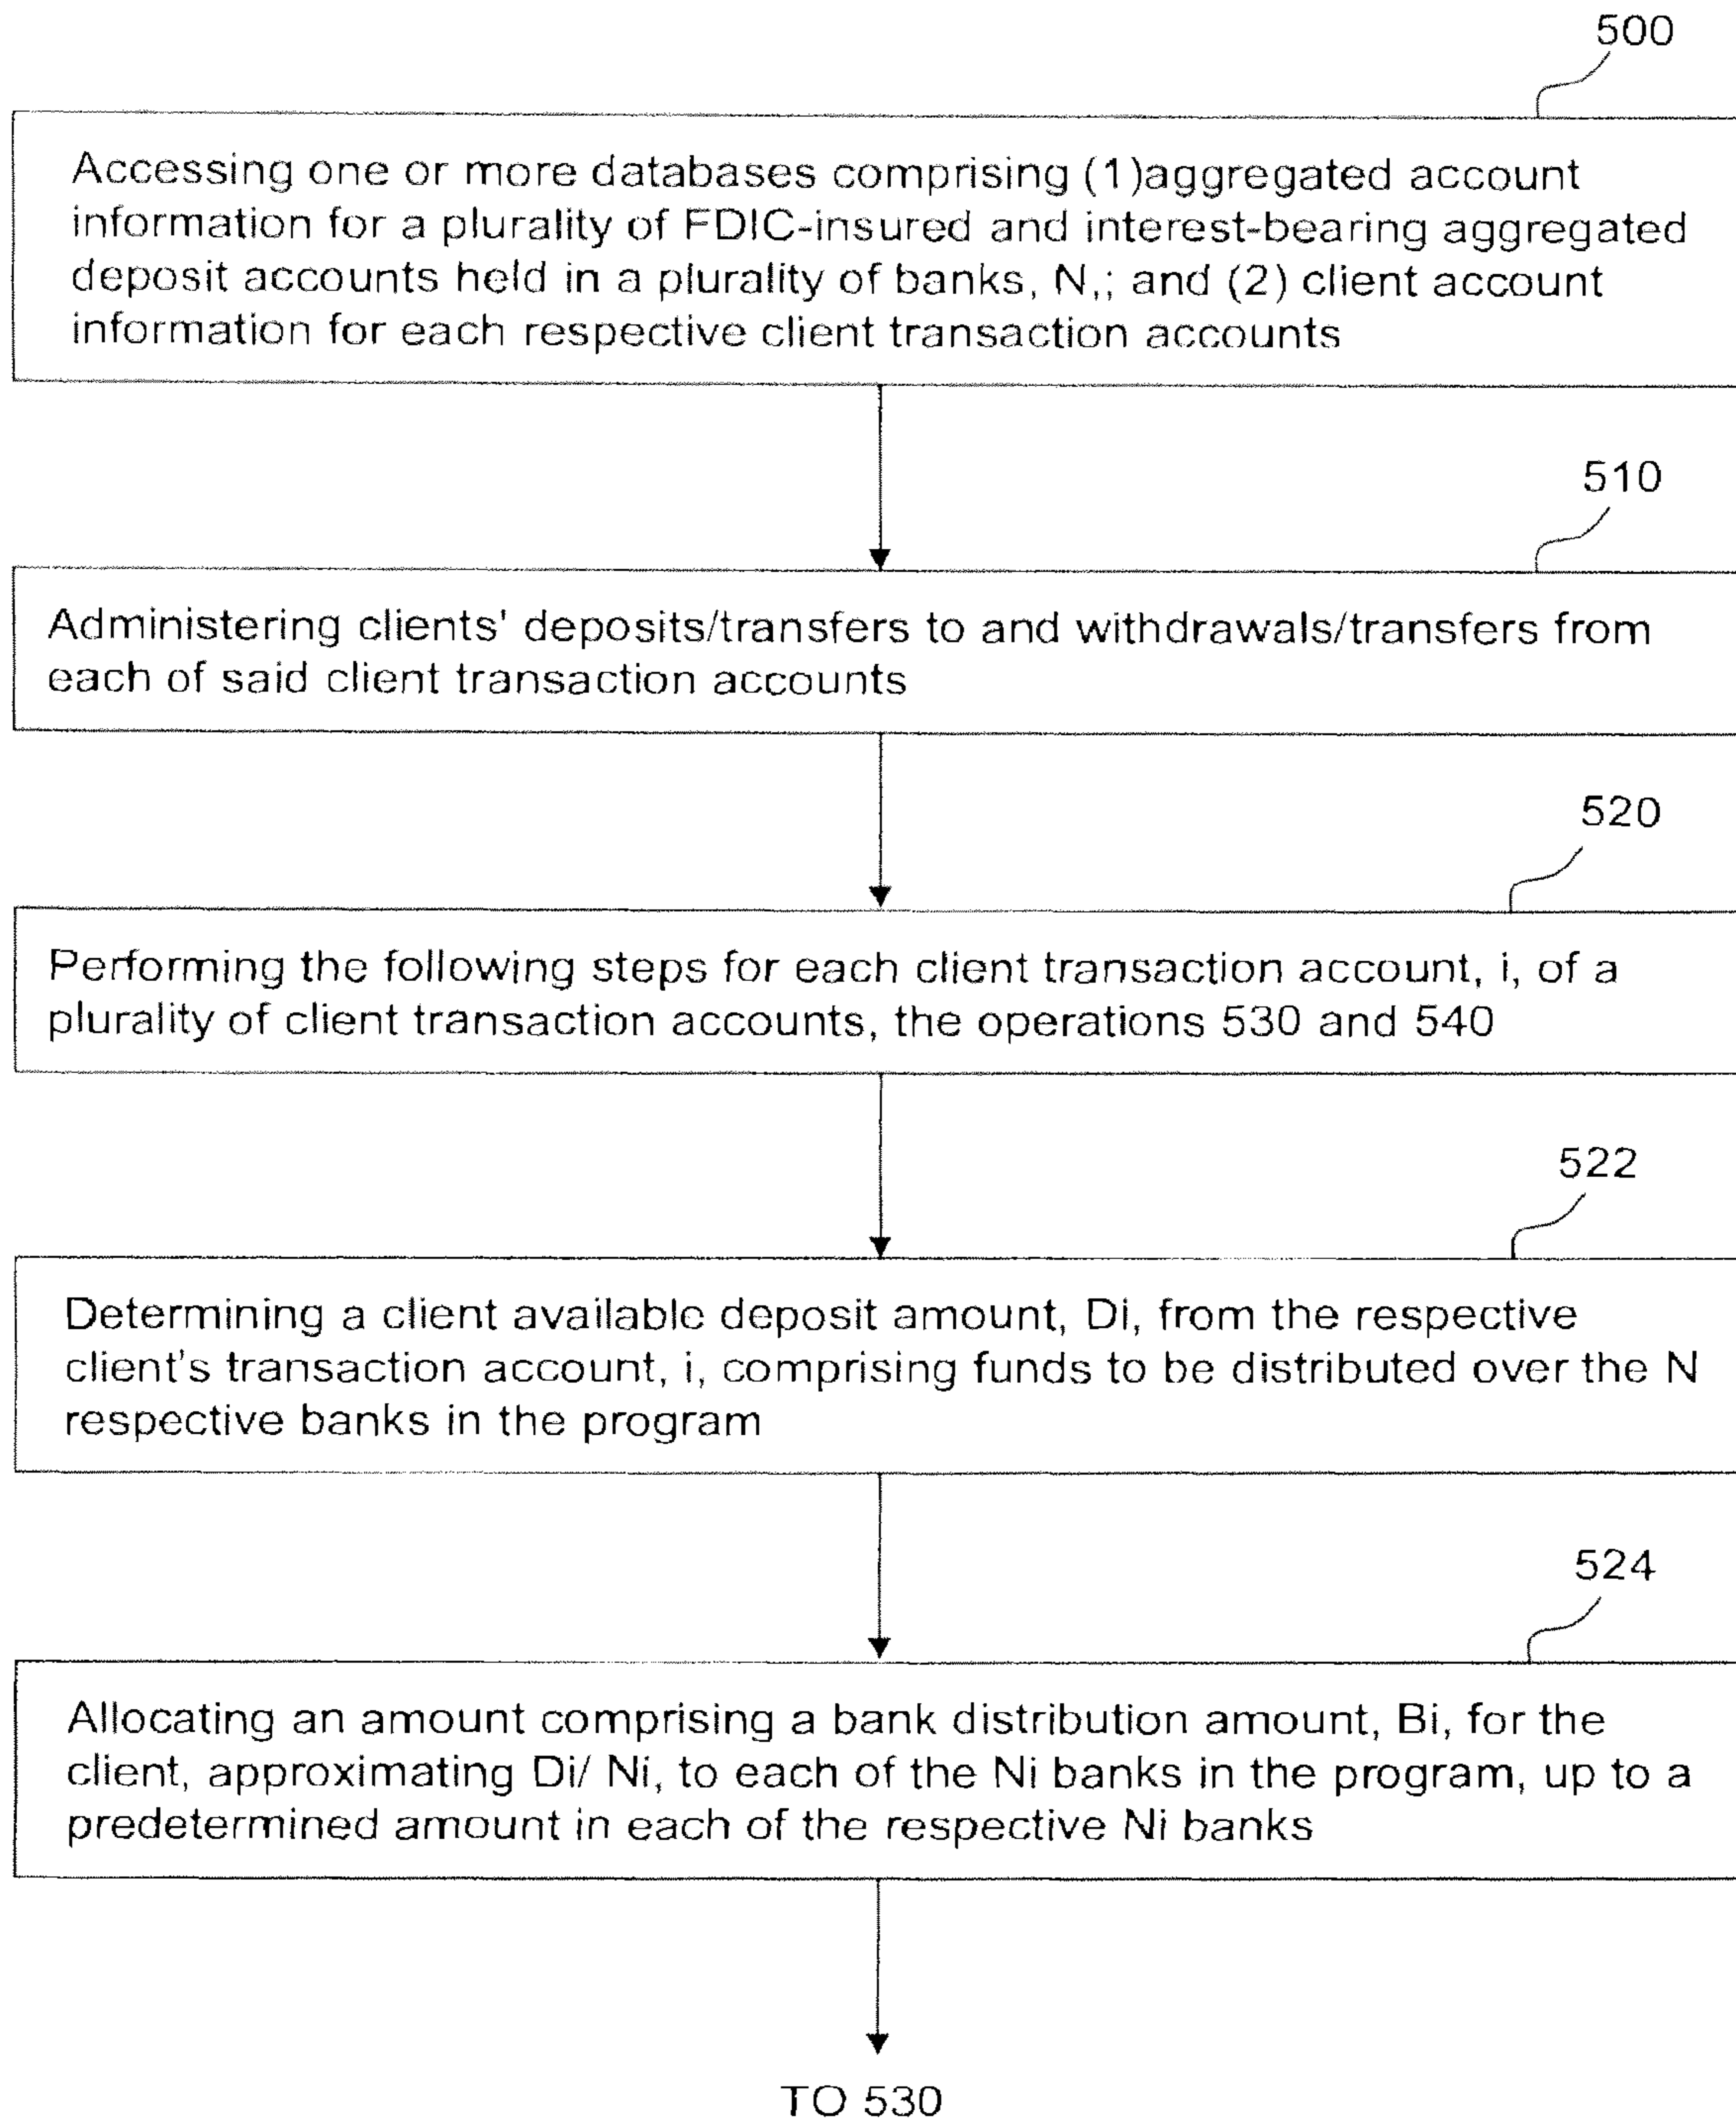 500
Accessing one or more databases comprising (1)aggregated account
information for a plurality of FDIC-insured and interest-bearing aggregated
deposit accounts held in a plurality of banks, N,; and (2) client account
information for each respective client transaction accounts
510
Administering clients' deposits/transfers to and withdrawals/transfers from
each of said client transaction accounts
520
Performing the following steps for each client transaction account, i, of a
plurality of client transaction accounts, the operations 530 and 540
522
Determining a client available deposit amount, Di, from the respective
client's transaction account, i, comprising funds to be distributed over the N
respective banks in the program
524
Allocating an amount comprising a bank distribution amount, Bi, for the
client, approximating Di/ Ni, to each of the Ni banks in the program, up to a
predetermined amount in each of the respective Ni banks
TO 530